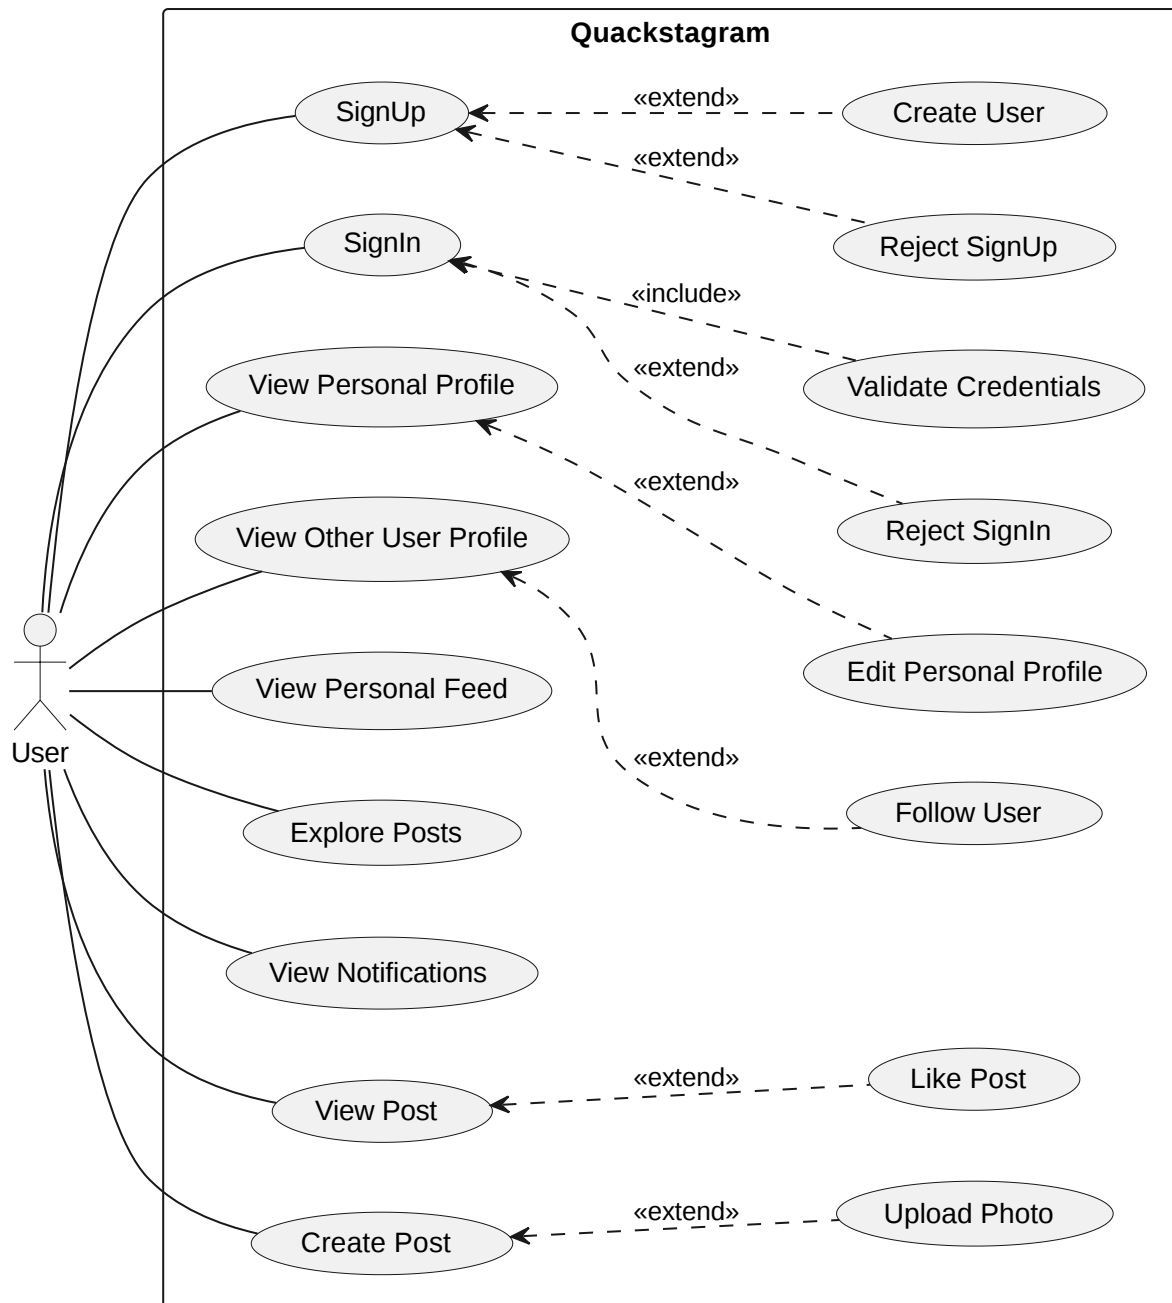 Quackstagram
SignUp
«extend»
Create User
«extend»
Reject SignUp
SignIn
«include»
Validate Credentials
«extend»
Reject SignIn
View Personal Profile
«extend»
Edit Personal Profile
View Other User Profile
«extend»
Follow User
View Personal Feed
User
Explore Posts
View Notifications
View Post
«extend»
Like Post
Create Post
«extend»
Upload Photo